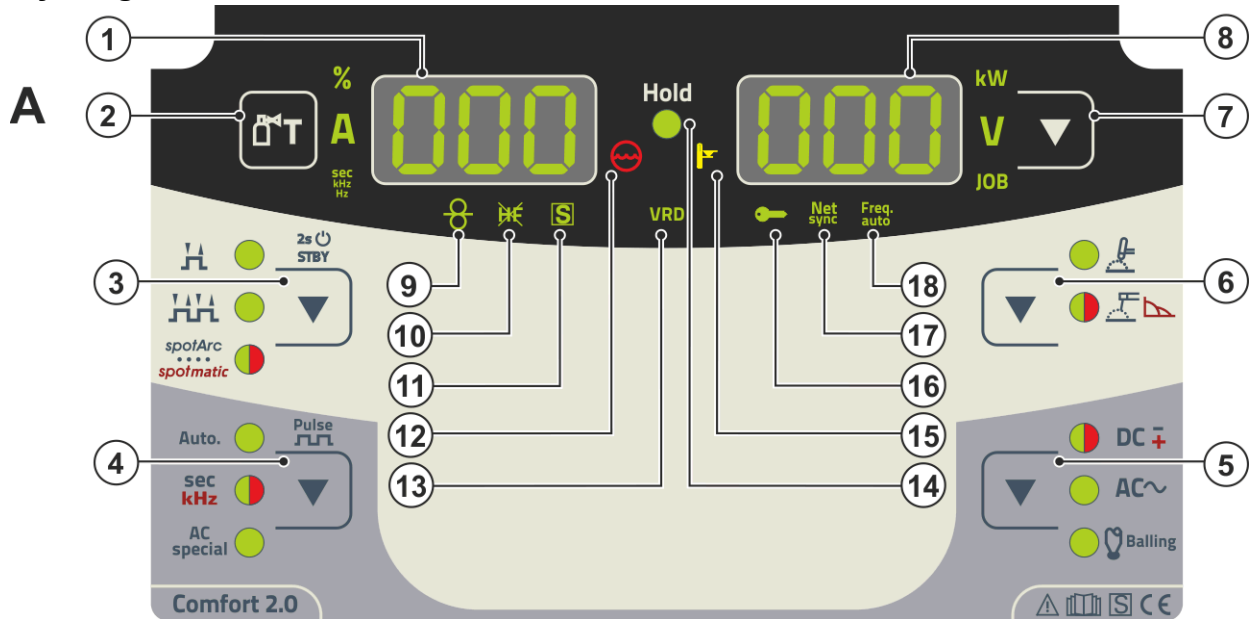 1
8
A
2
%
A
sec
kHz
Hz
000
Hold
000
kW
V
JOB
7
T
HF
S
VRD
Net
sync
Freq.
auto
3
2s
STBY
spotArc
spotmatic
9
10
11
12
13
18
17
16
15
14
6
4
Auto.
Pulse
sec
kHz
AC
special
5
DC
AC
Balling
Comfort 2.0
S CE